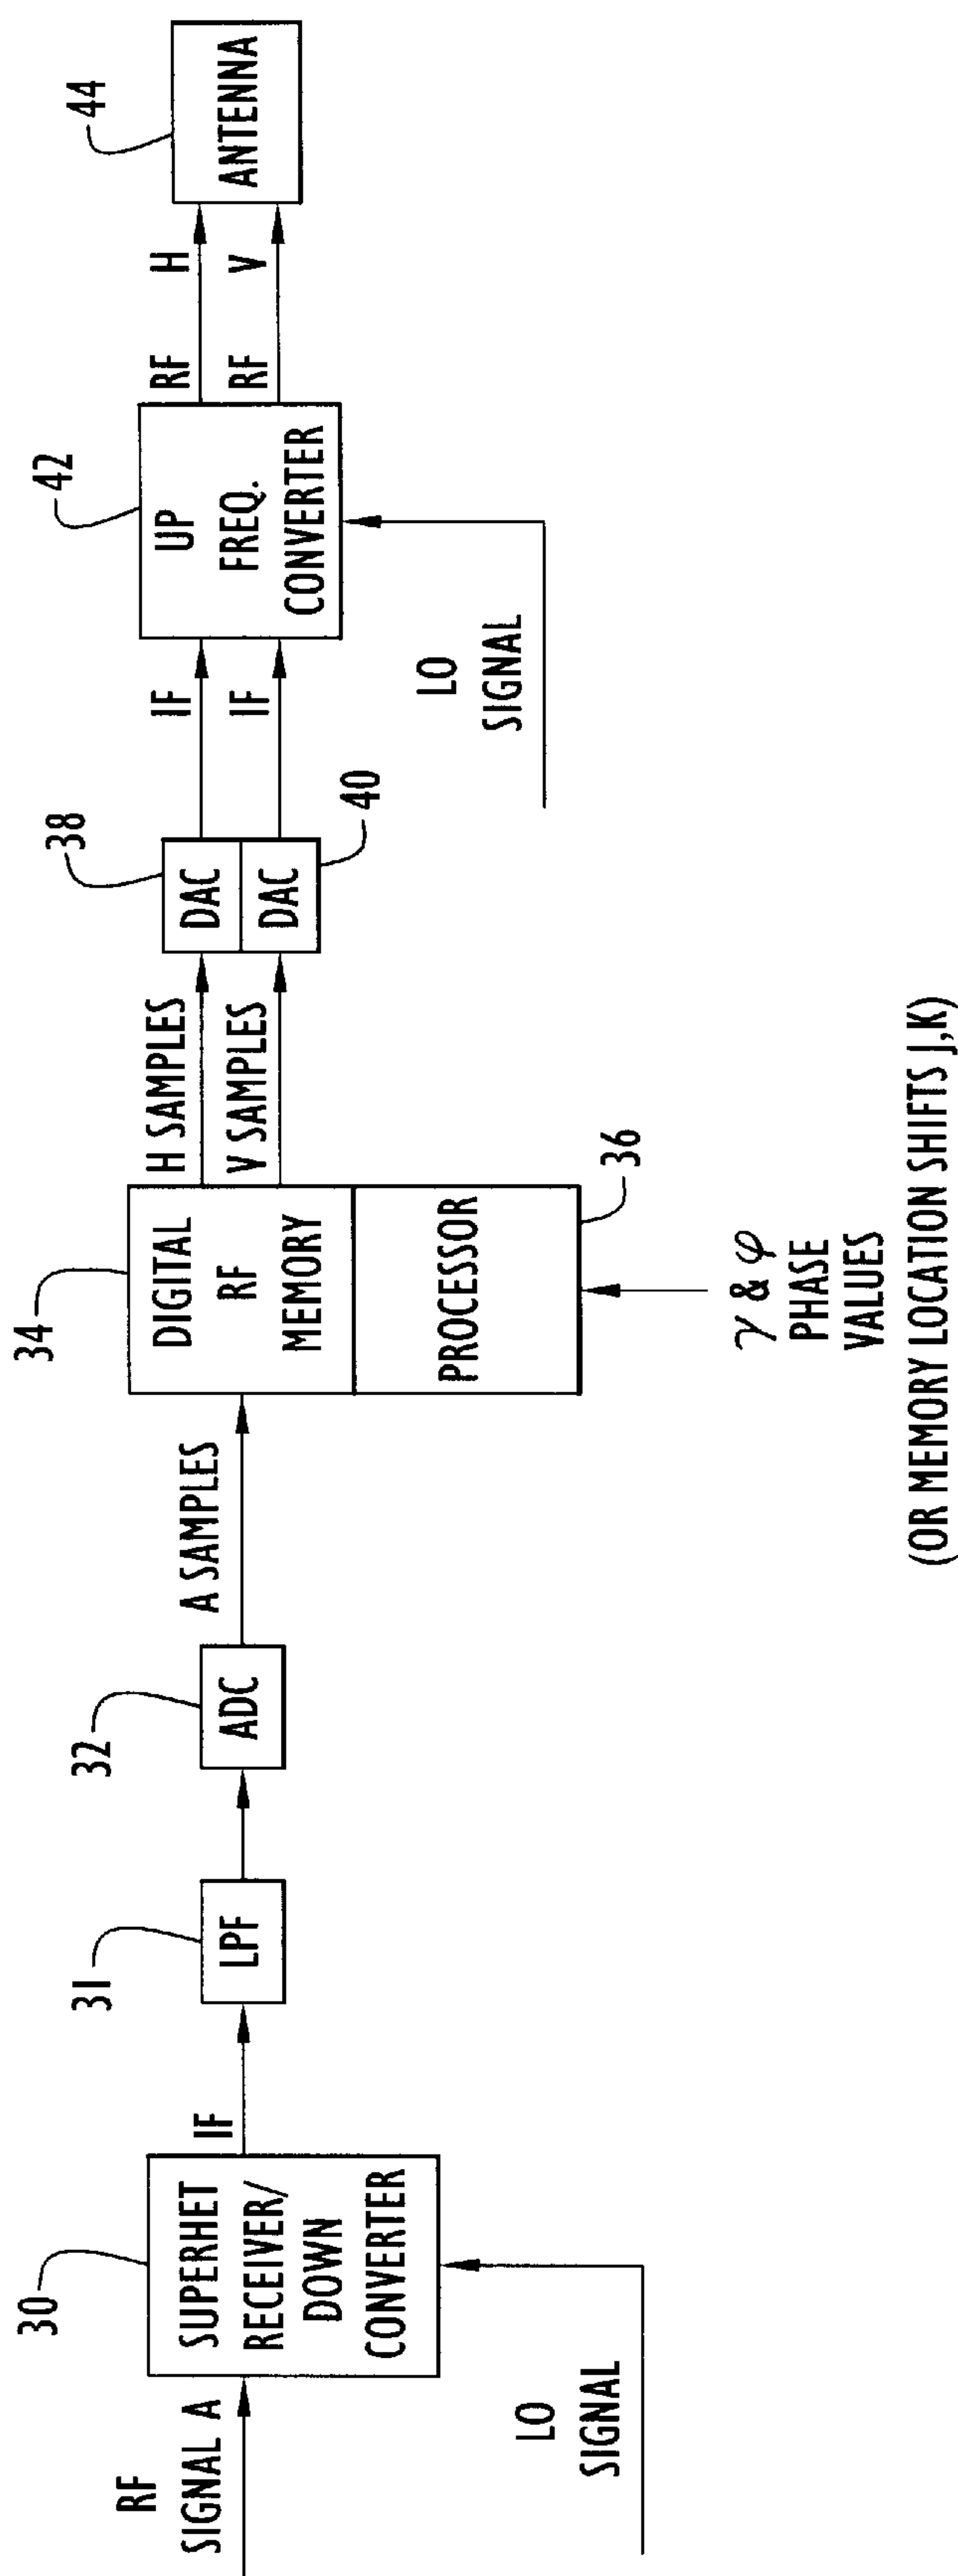 RF
SIGNAL A
30
SUPERHET
RECEIVER/
DOWN
CONVERTER
LO
SIGNAL
IF
31
LPF
32
ADC
A SAMPLES
34
DIGITAL
RF
MEMORY
PROCESSOR
36
γ & φ
PHASE
VALUES
(OR MEMORY LOCATION SHIFTS J,K)
H SAMPLES
V SAMPLES
38
DAC
DAC
40
IF
IF
LO
SIGNAL
42
UP
FREQ.
CONVERTER
RF H
RF V
44
ANTENNA